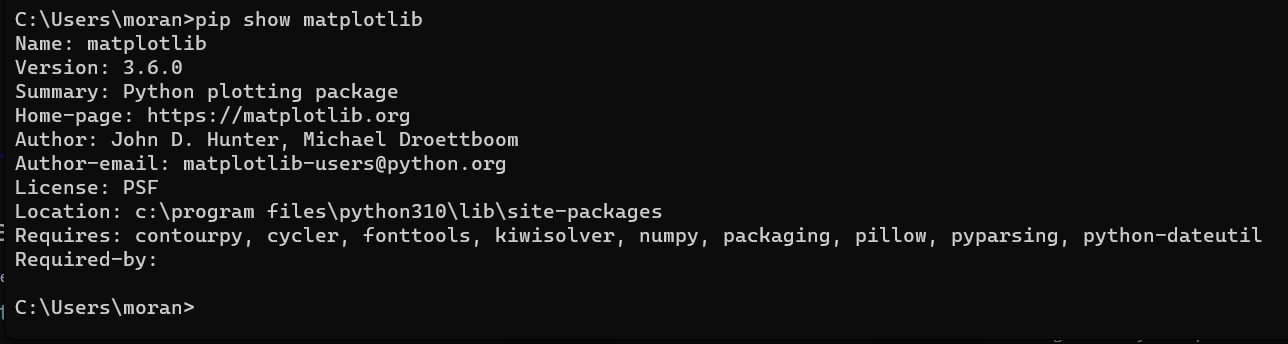 C:\Users\moran>pip show matplotlib
Name: matplotlib
Version: 3.6.0
Summary: Python plotting package
Home-page: https://matplotlib.org
Author: John D. Hunter, Michael Droettboom
Author-email: matplotlib-users@python.org
License: PSF
Location: c:\program files\python310\lib\site-packages
Requires: contourpy, cycler, fonttools, kiwisolver, numpy, packaging, pillow, pyparsing, python-dateutil
Required-by:
C:\Users\moran>